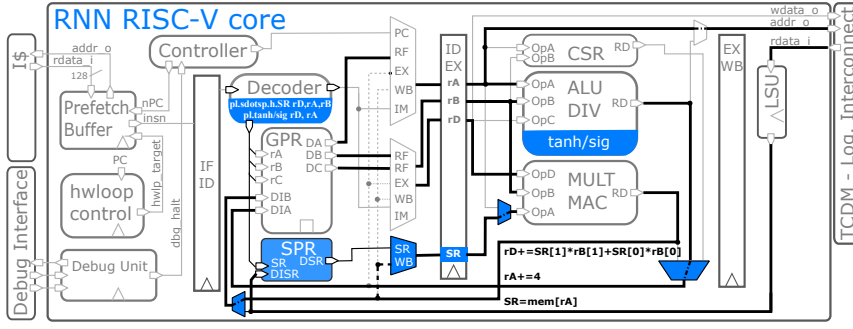 RNN RISC-V core
I$
addr_o
rdata_i
128
Prefetch
Buffer
nPC
insn
PC
hwlp_target
hwloop
control
dbg_halt
Debug Interface
Debug Unit
Controller
IF
ID
Decoder
pl.sdotsp.h.SR rD,rA,rB
pl.tanh/sig rD, rA
GPR
rA
rB
rC
DIB
DIA
DA
DB
DC
SPR
SR
DISR
DSR
PC
RF
EX
WB
IM
RF
RF
EX
WB
IM
SR
WB
ID
EX
rA
rB
rD
SR
OpA
OpB
CSR
RD
OpA
OpB
OpC
ALU
DIV
RD
tanh/sig
OpD
OpB
OpA
MULT
MAC
RD
rD+=SR[1]*rB[1]+SR[0]*rB[0]
rA+=4
SR=mem[rA]
EX
WB
wdata_o
addr_o
rdata_i
LSU
TCDM - Log. Interconnect